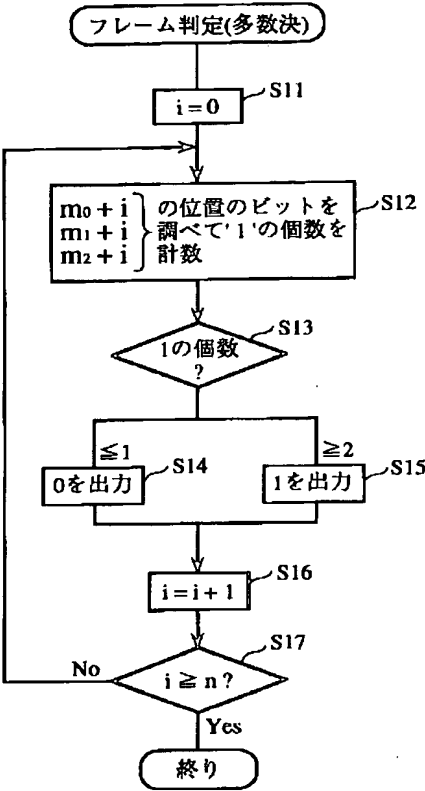 フレーム判定(多数決)
S11
i=0
S12
m₀+i
m₁+i
m₂+i
の位置のビットを
調べて'1'の個数を
計数
S13
1の個数
?
≦1
S14
0を出力
≧2
S15
1を出力
S16
i=i+1
S17
i≧n?
No
Yes
終り